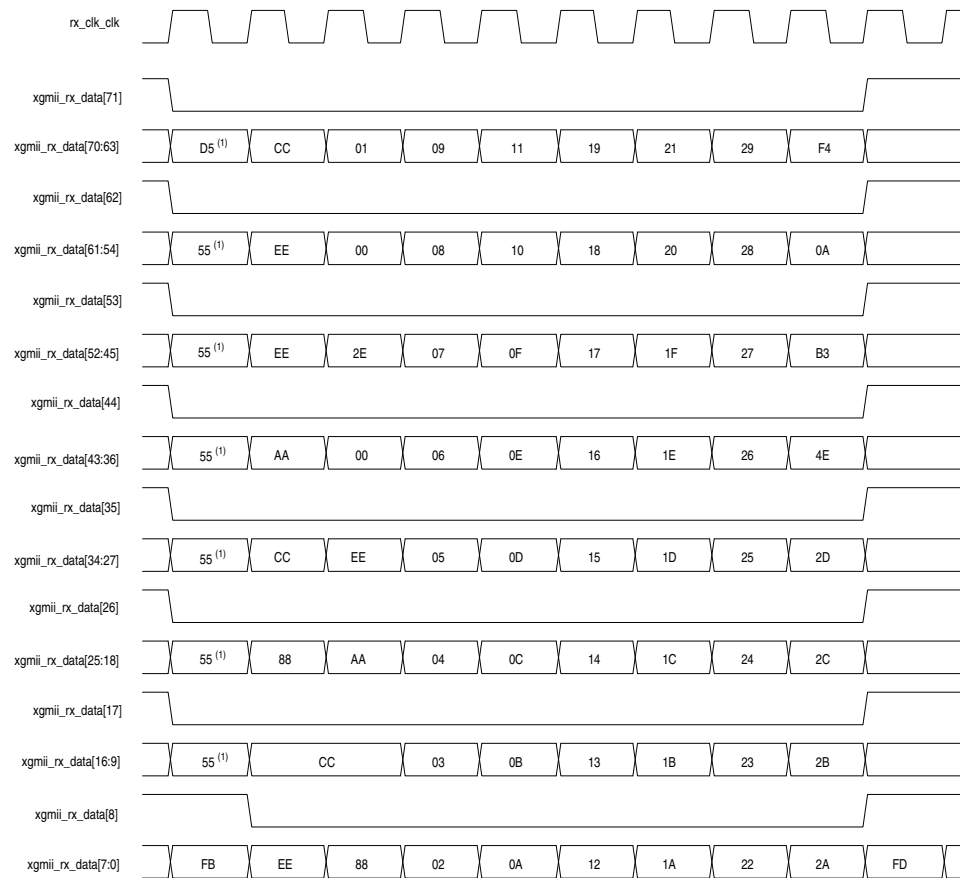 rx_clk_clk
xgmii_rx_data[71]
xgmii_rx_data[70:63] D5 (1) CC 01 09 11 19 21 29 F4
xgmii_rx_data[62]
xgmii_rx_data[61:54] 55 (1) EE 00 08 10 18 20 28 0A
xgmii_rx_data[53]
xgmii_rx_data[52:45] 55 (1) EE 2E 07 0F 17 1F 27 B3
xgmii_rx_data[44]
xgmii_rx_data[43:36] 55 (1) AA 00 06 0E 16 1E 26 4E
xgmii_rx_data[35]
xgmii_rx_data[34:27] 55 (1) CC EE 05 0D 15 1D 25 2D
xgmii_rx_data[26]
xgmii_rx_data[25:18] 55 (1) 88 AA 04 0C 14 1C 24 2C
xgmii_rx_data[17]
xgmii_rx_data[16:9] 55 (1) CC 03 0B 13 1B 23 2B
xgmii_rx_data[8]
xgmii_rx_data[7:0] FB EE 88 02 0A 12 1A 22 2A FD